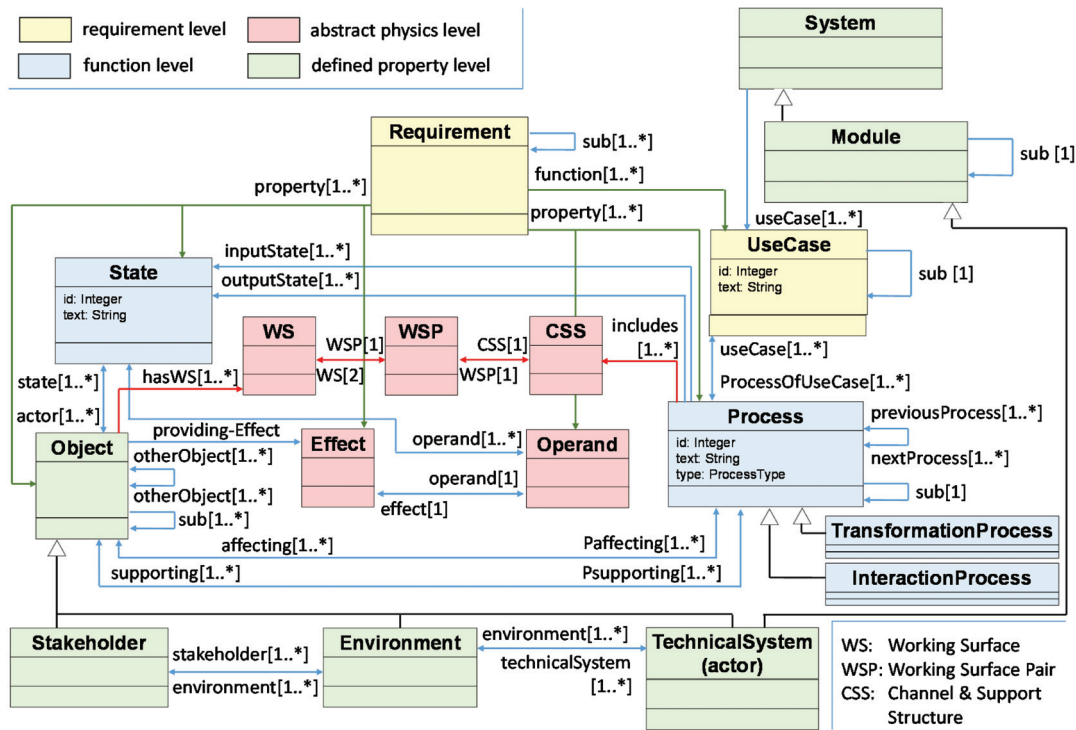 requirement level
abstract physics level
function level
defined property level
System
Requirement
sub[1..*]
Module
sub [1]
property[1..*]
function[1..*]
property[1..*]
useCase[1..*]
UseCase
id: Integer
text: String
sub [1]
inputState[1..*]
outputState[1..*]
State
id: Integer
text: String
WS
WSP[1]
WS[2]
WSP
CSS[1]
WSP[1]
CSS
includes
[1..*]
useCase[1..*]
ProcessOfUseCase[1..*]
state[1..*]
hasWS[1..*]
actor[1..*]
Object
providing-Effect
otherObject[1..*]
otherObject[1..*]
sub[1..*]
Effect
operand[1..*]
operand[1]
effect[1]
Operand
Process
id: Integer
text: String
type: ProcessType
previousProcess[1..*]
nextProcess[1..*]
sub[1]
affecting[1..*]
Paffecting[1..*]
supporting[1..*]
Psupporting[1..*]
TransformationProcess
InteractionProcess
Stakeholder
stakeholder[1..*]
environment[1..*]
Environment
environment[1..*]
technicalSystem
[1..*]
TechnicalSystem
(actor)
WS: Working Surface
WSP: Working Surface Pair
CSS: Channel & Support
Structure